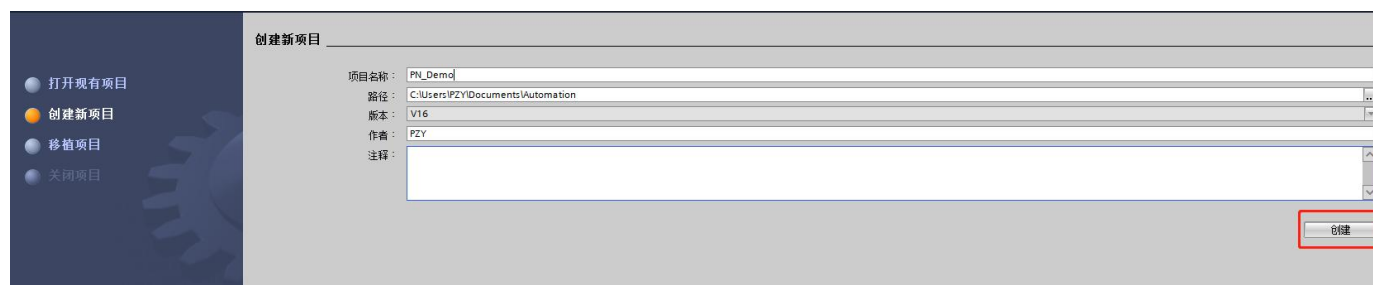 创建新项目
打开现有项目
创建新项目
移植项目
关闭项目
项目名称： PN_Demo
路径： C:\Users\PZY\Documents\Automation
...
版本： V16
作者： PZY
注释：
创建